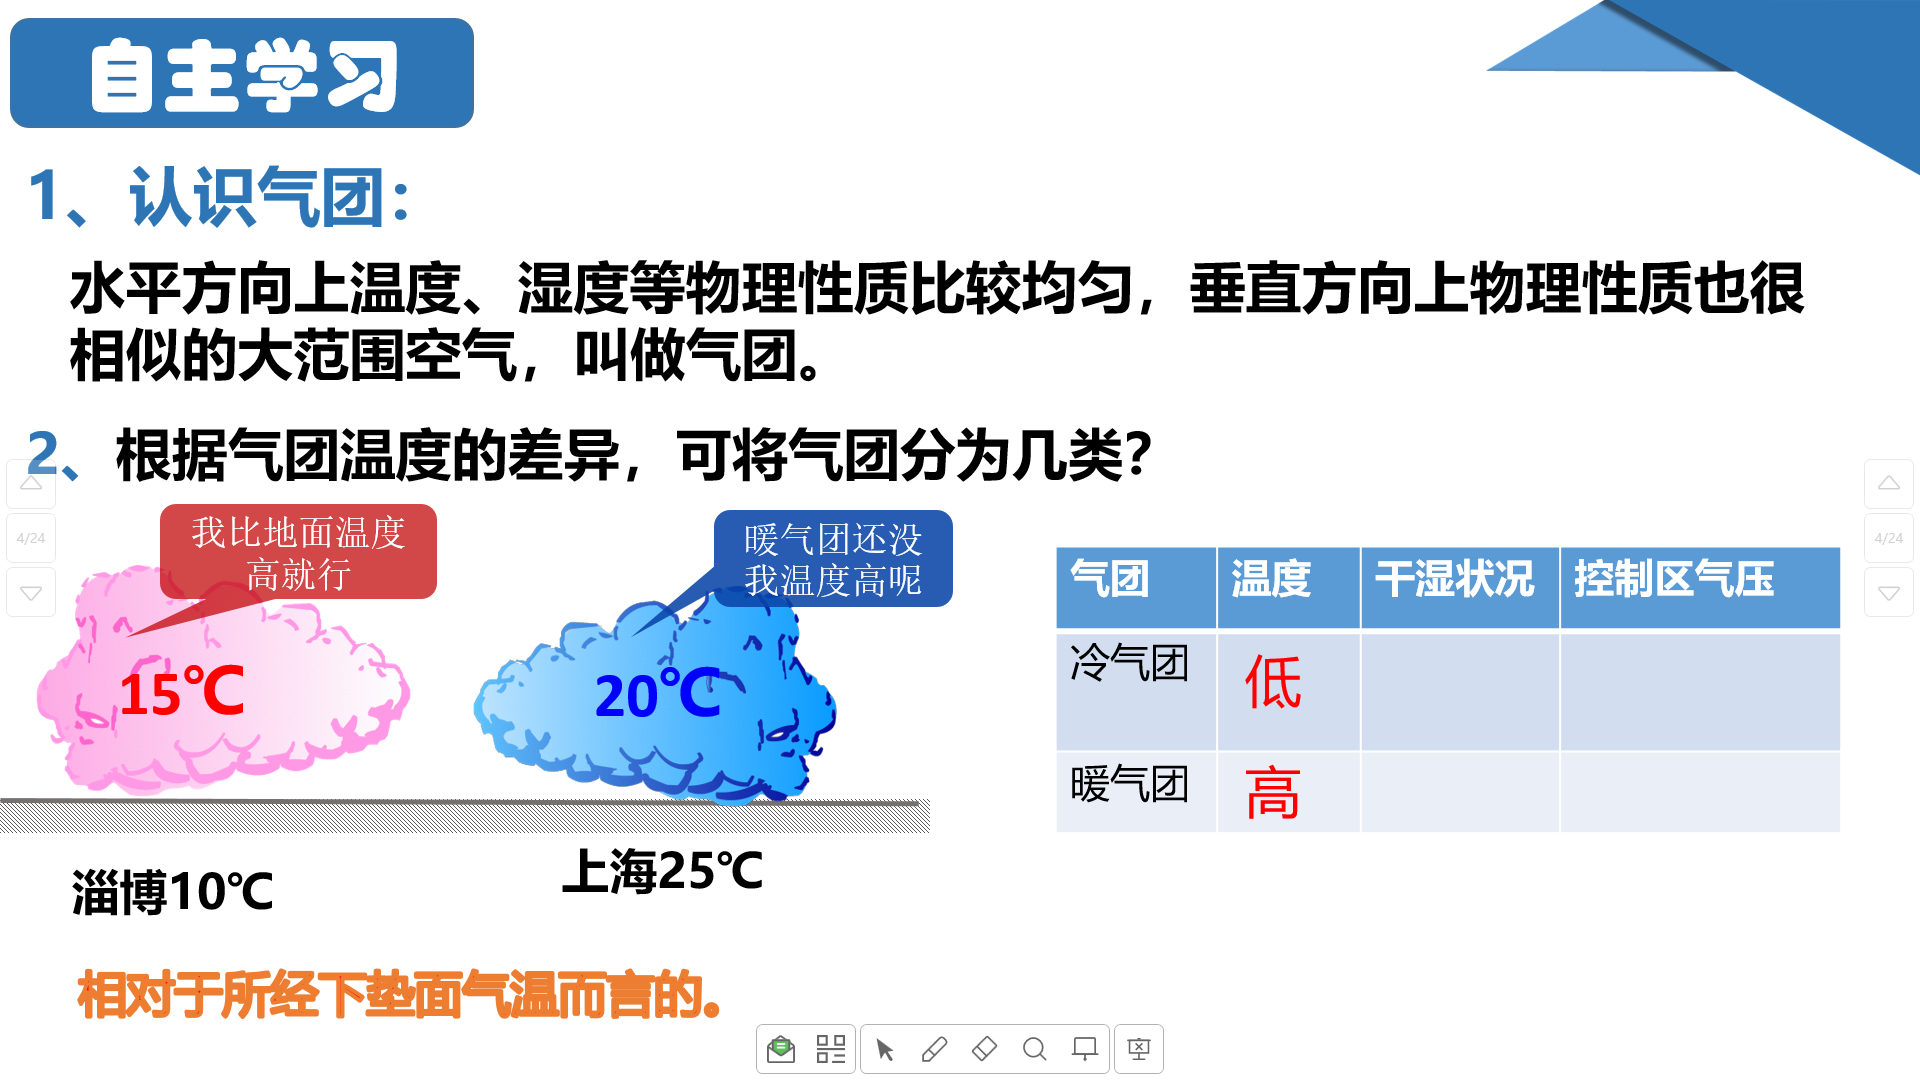 自主学习
1、认识气团：
水平方向上温度、湿度等物理性质比较均匀，垂直方向上物理性质也很
相似的大范围空气，叫做气团。
2、根据气团温度的差异，可将气团分为几类？
我比地面温度
高就行
暖气团还没
我温度高呢
15℃
20℃
淄博10℃
上海25℃
相对于所经下垫面气温而言的。
气团 温度 干湿状况 控制区气压
冷气团 低
暖气团 高
4/24
4/24